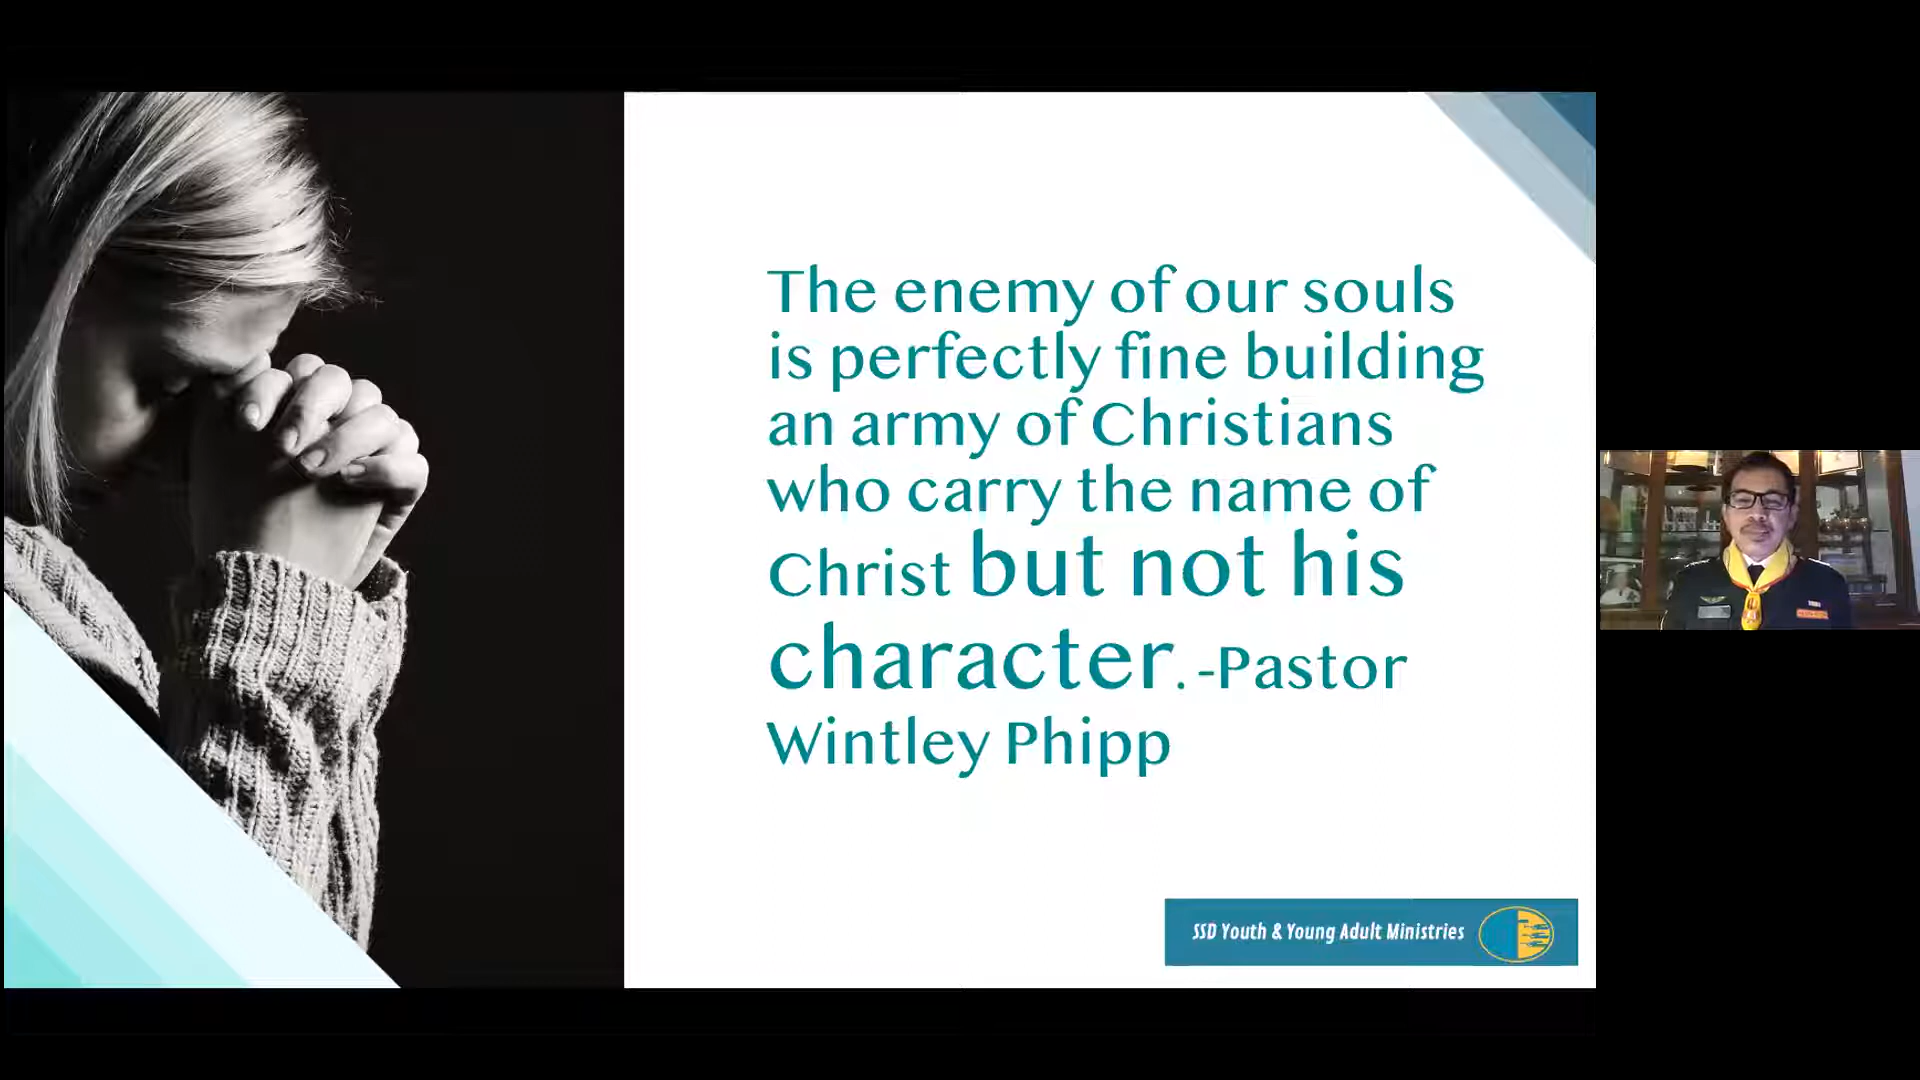 The enemy of our souls
is perfectly fine building
an army of Christians
who carry the name of
Christ but not his
character. -Pastor
Wintley Phipp
SSD Youth & Young Adult Ministries